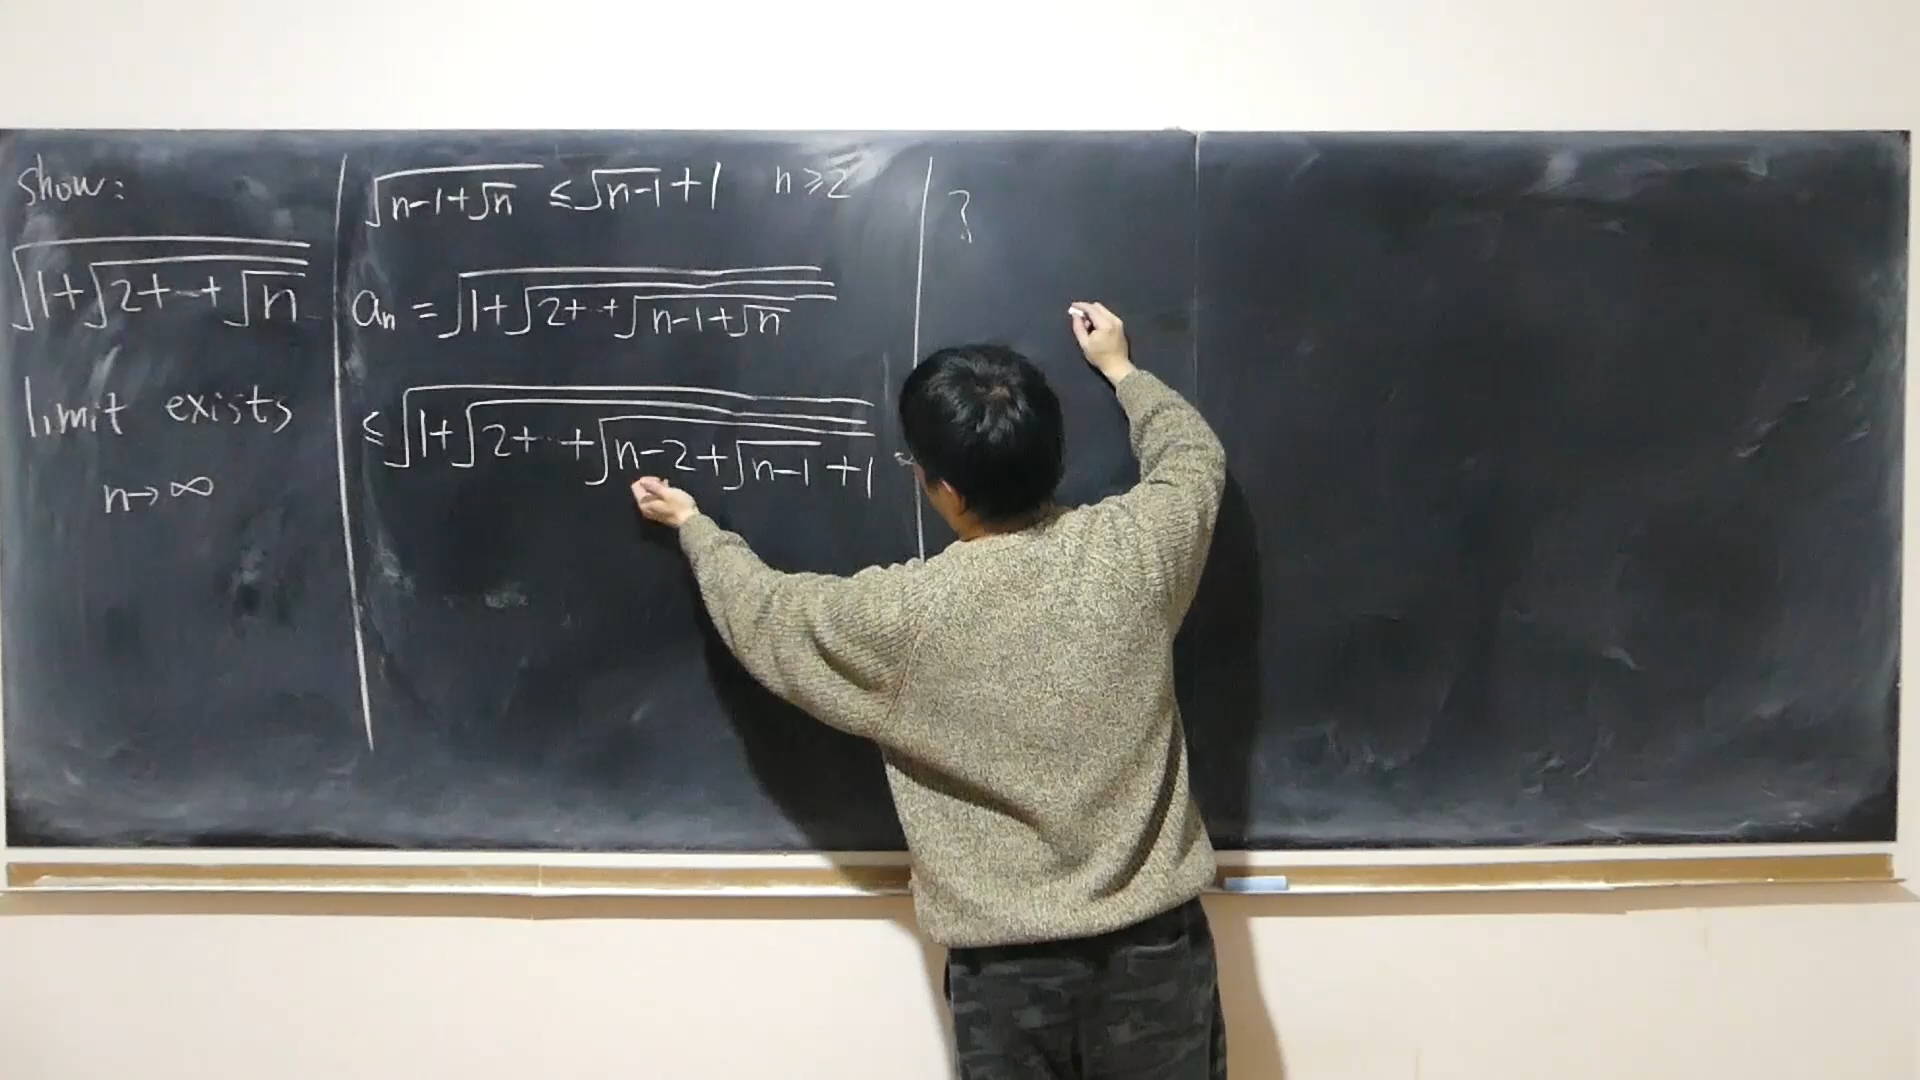 show:
√(1+√(2+⋯+√n))
limit exists
n→∞
√(n-1+√n) ≤ √(n-1)+1 n≥2
aₙ = √(1+√(2+⋯+√(n-1+√n)))
≤ √(1+√(2+⋯+√(n-2+√(n-1)+1)))